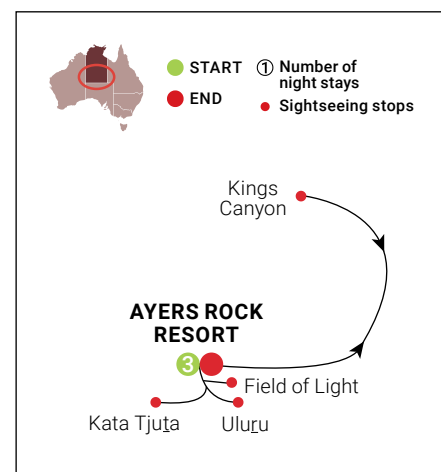 START
END
① Number of
night stays
Sightseeing stops
Kings
Canyon
AYERS ROCK
RESORT
3
Field of Light
Kata Tjuṯa
Uluṟu